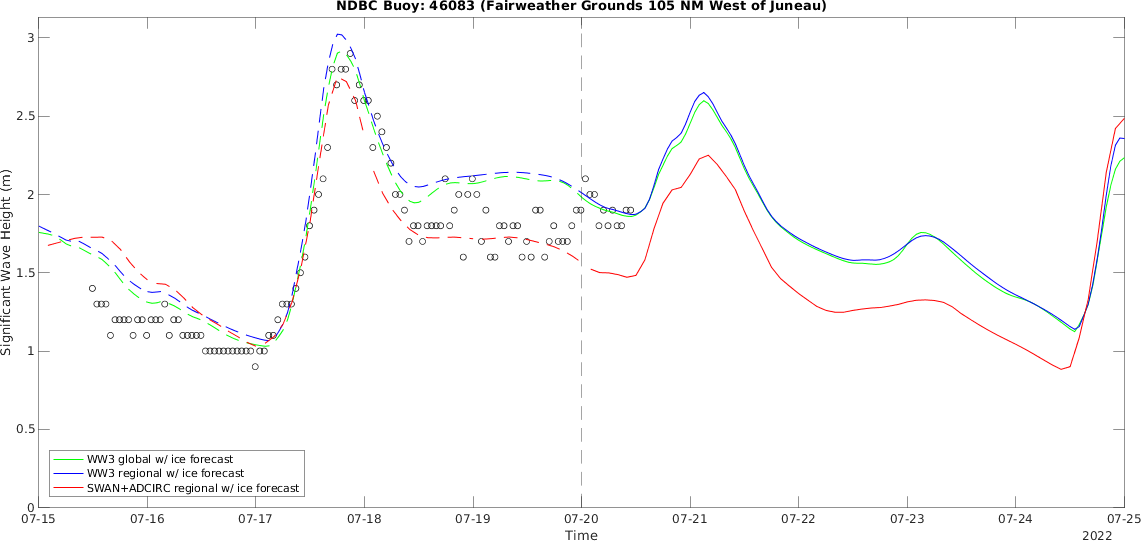 NDBC Buoy: 46083 (Fairweather Grounds 105 NM West of Juneau)
Significant Wave Height (m)
3
2.5
2
1.5
1
0.5
0
WW3 global w/ ice forecast
WW3 regional w/ ice forecast
SWAN+ADCIRC regional w/ ice forecast
07-15 07-16 07-17 07-18 07-19 07-20 07-21 07-22 07-23 07-24 07-25
Time
2022